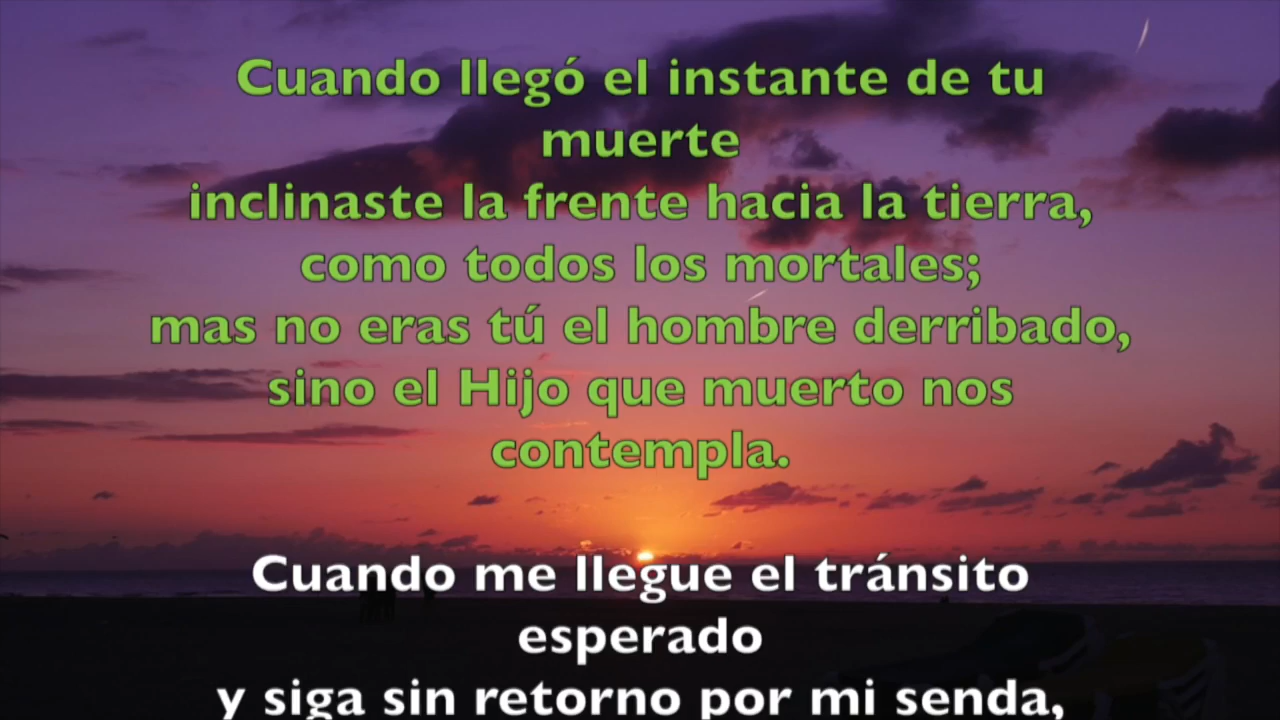 Cuando llegó el instante de tu
muerte
inclinaste la frente hacia la tierra,
como todos los mortales;
mas no eras tú el hombre derribado,
sino el Hijo que muerto nos
contempla.
Cuando me llegue el tránsito
esperado
y siga sin retorno por mi senda,